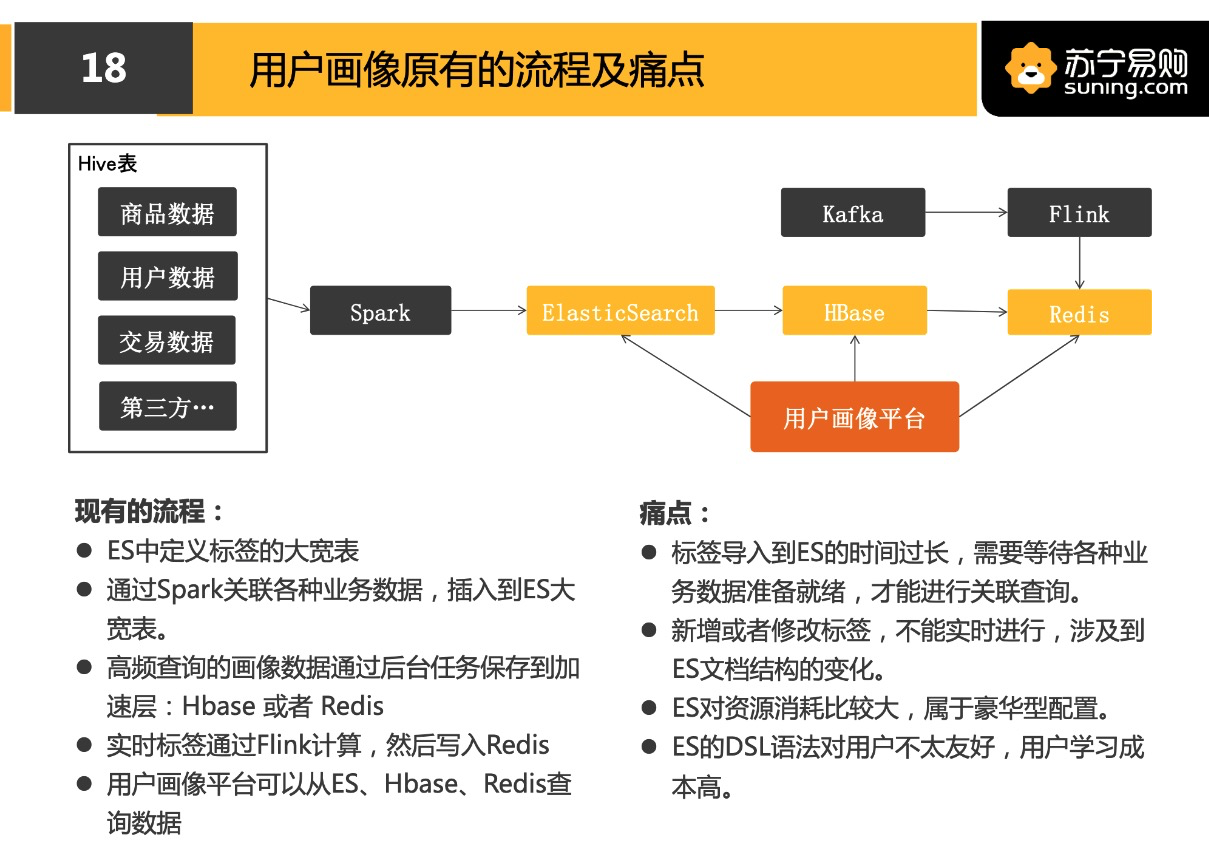 18
用户画像原有的流程及痛点
苏宁易购
suning.com
Hive表
商品数据
用户数据
交易数据
第三方…
Spark
ElasticSearch
HBase
Redis
Kafka
Flink
用户画像平台
现有的流程：
● ES中定义标签的大宽表
● 通过Spark关联各种业务数据，插入到ES大
宽表。
● 高频查询的画像数据通过后台任务保存到加
速层：Hbase 或者 Redis
● 实时标签通过Flink计算，然后写入Redis
● 用户画像平台可以从ES、Hbase、Redis查
询数据
痛点：
● 标签导入到ES的时间过长，需要等待各种业
务数据准备就绪，才能进行关联查询。
● 新增或者修改标签，不能实时进行，涉及到
ES文档结构的变化。
● ES对资源消耗比较大，属于豪华型配置。
● ES的DSL语法对用户不太友好，用户学习成
本高。